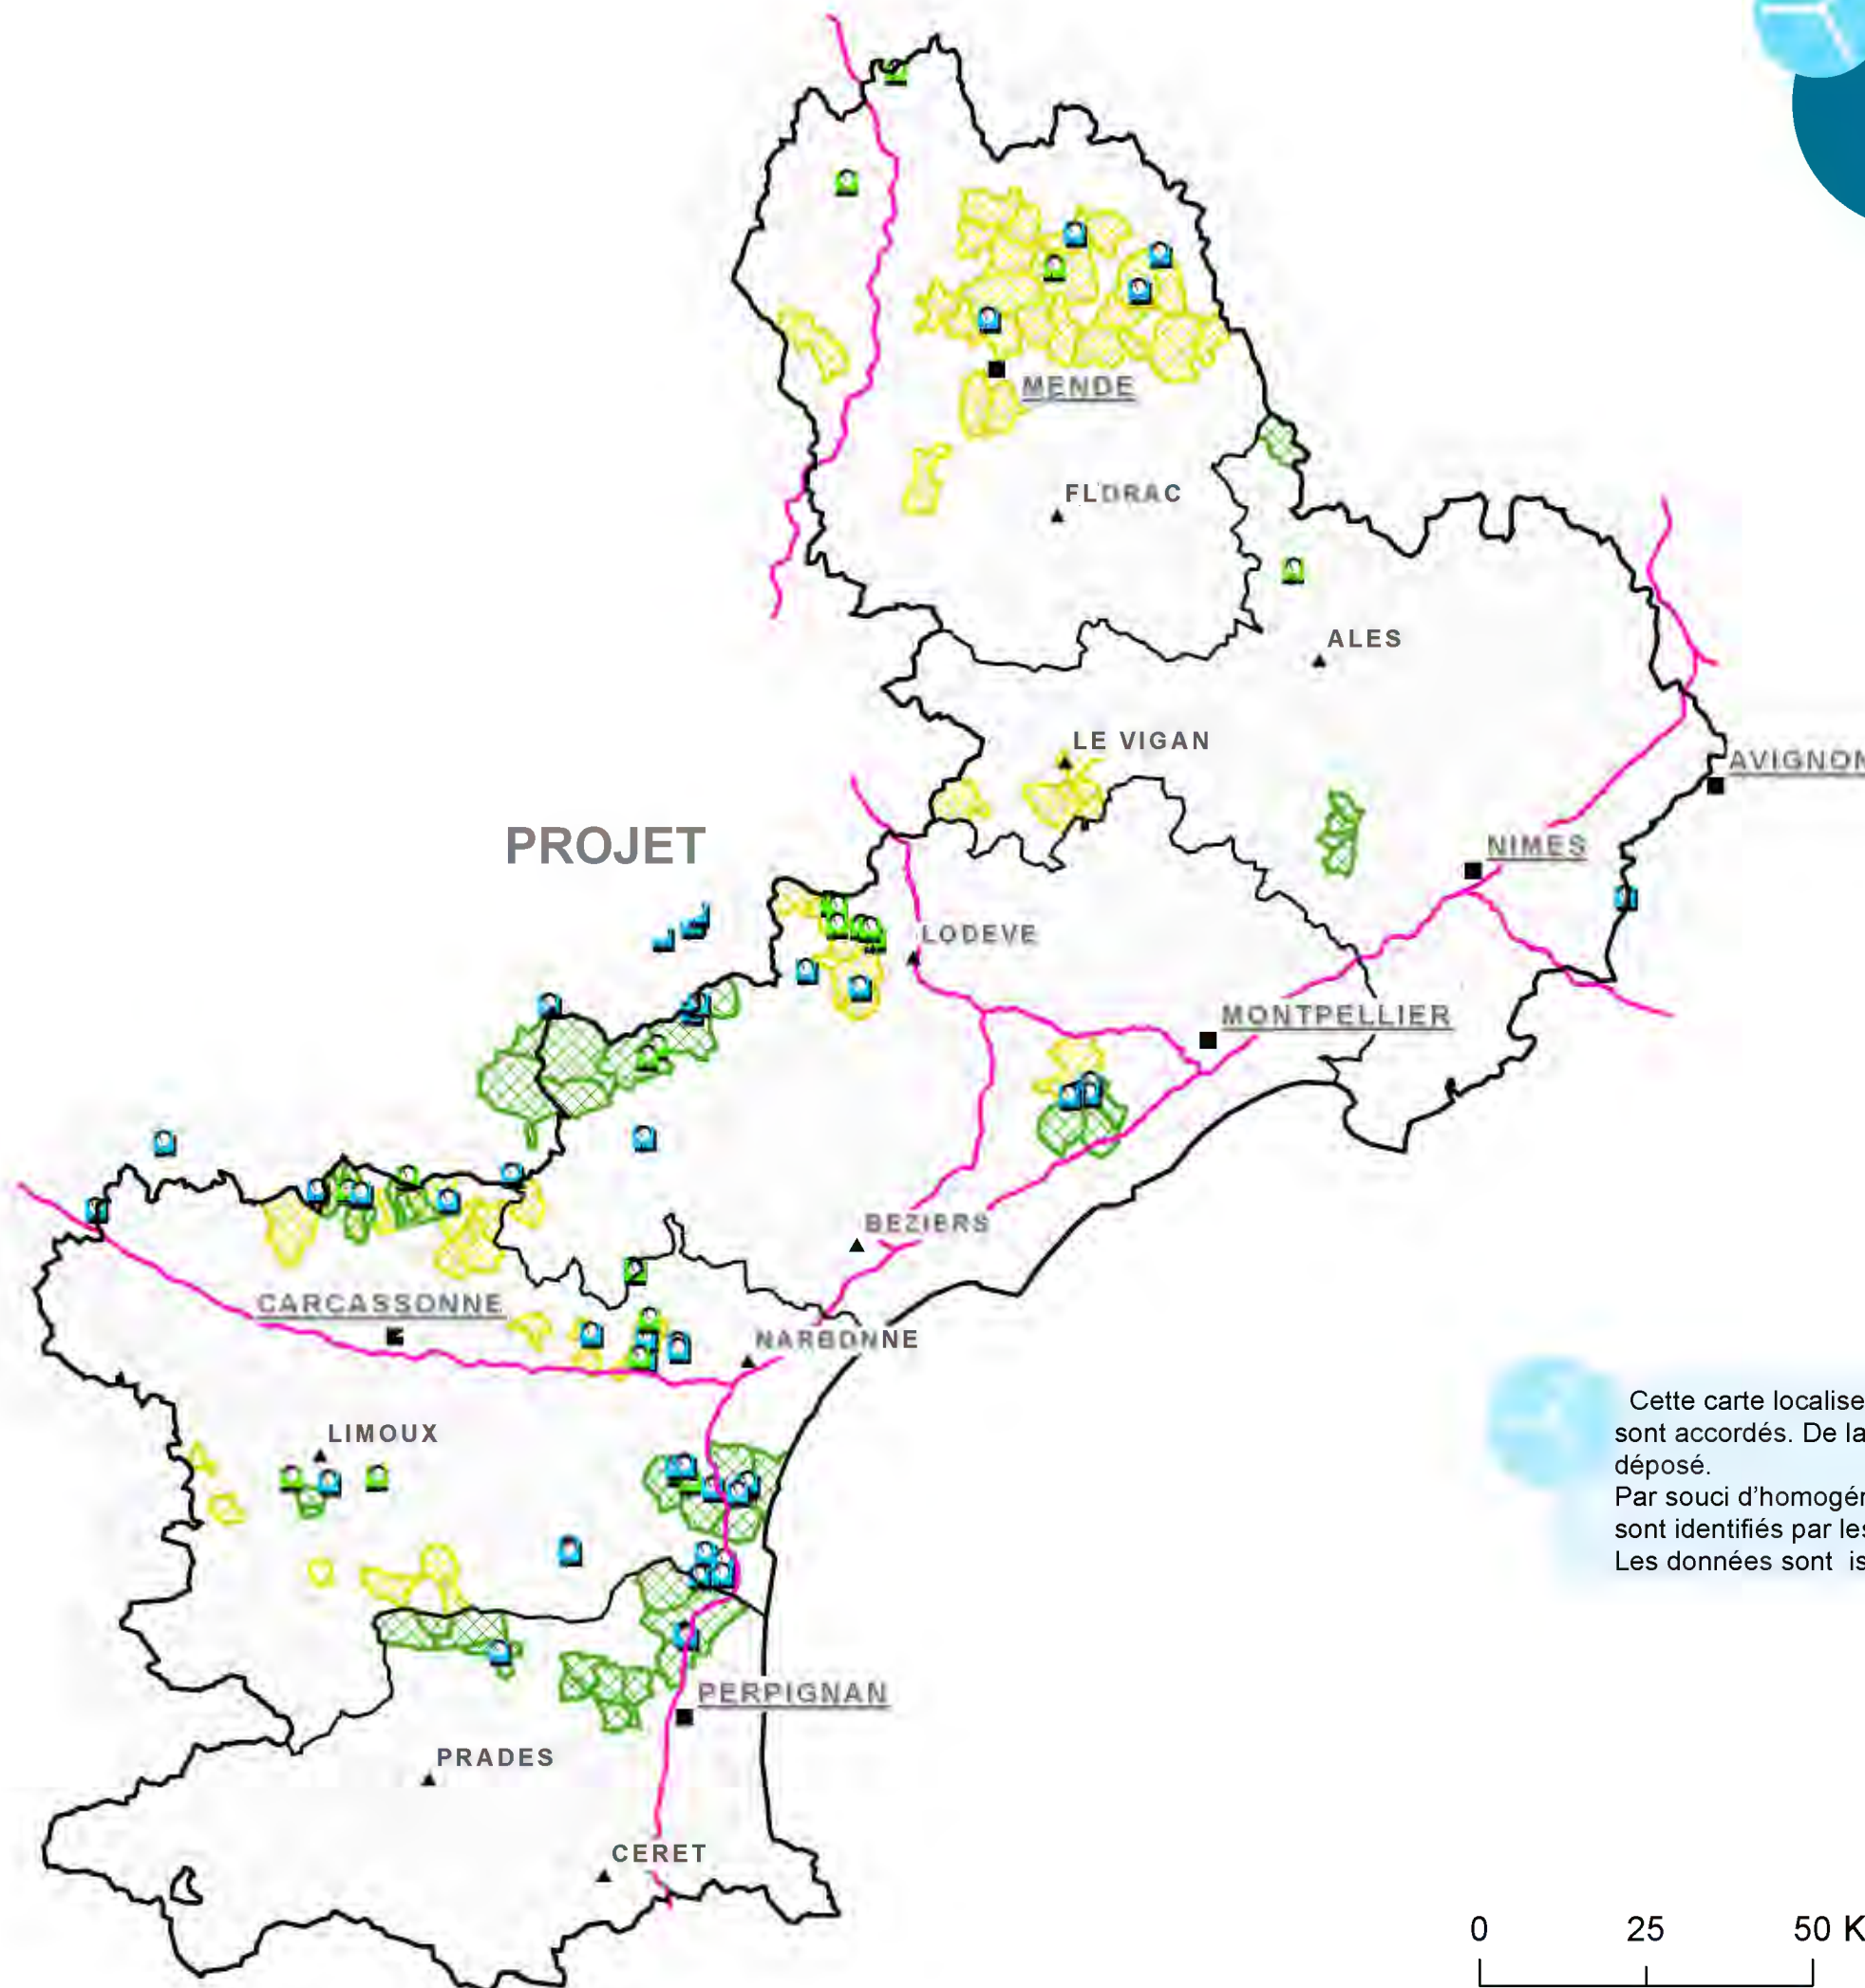 MENDE
FLORAC
ALES
LE VIGAN
AVIGNON
PROJET
NIMES
LODEVE
MONTPELLIER
BEZIERS
CARCASSONNE
NARBONNE
Cette carte localise
sont accordés. De la
déposé.
LIMOUX
Par souci d'homogér
sont identifiés par les
Les données sont is
PERPIGNAN
PRADES
CERET
0 25 50 K